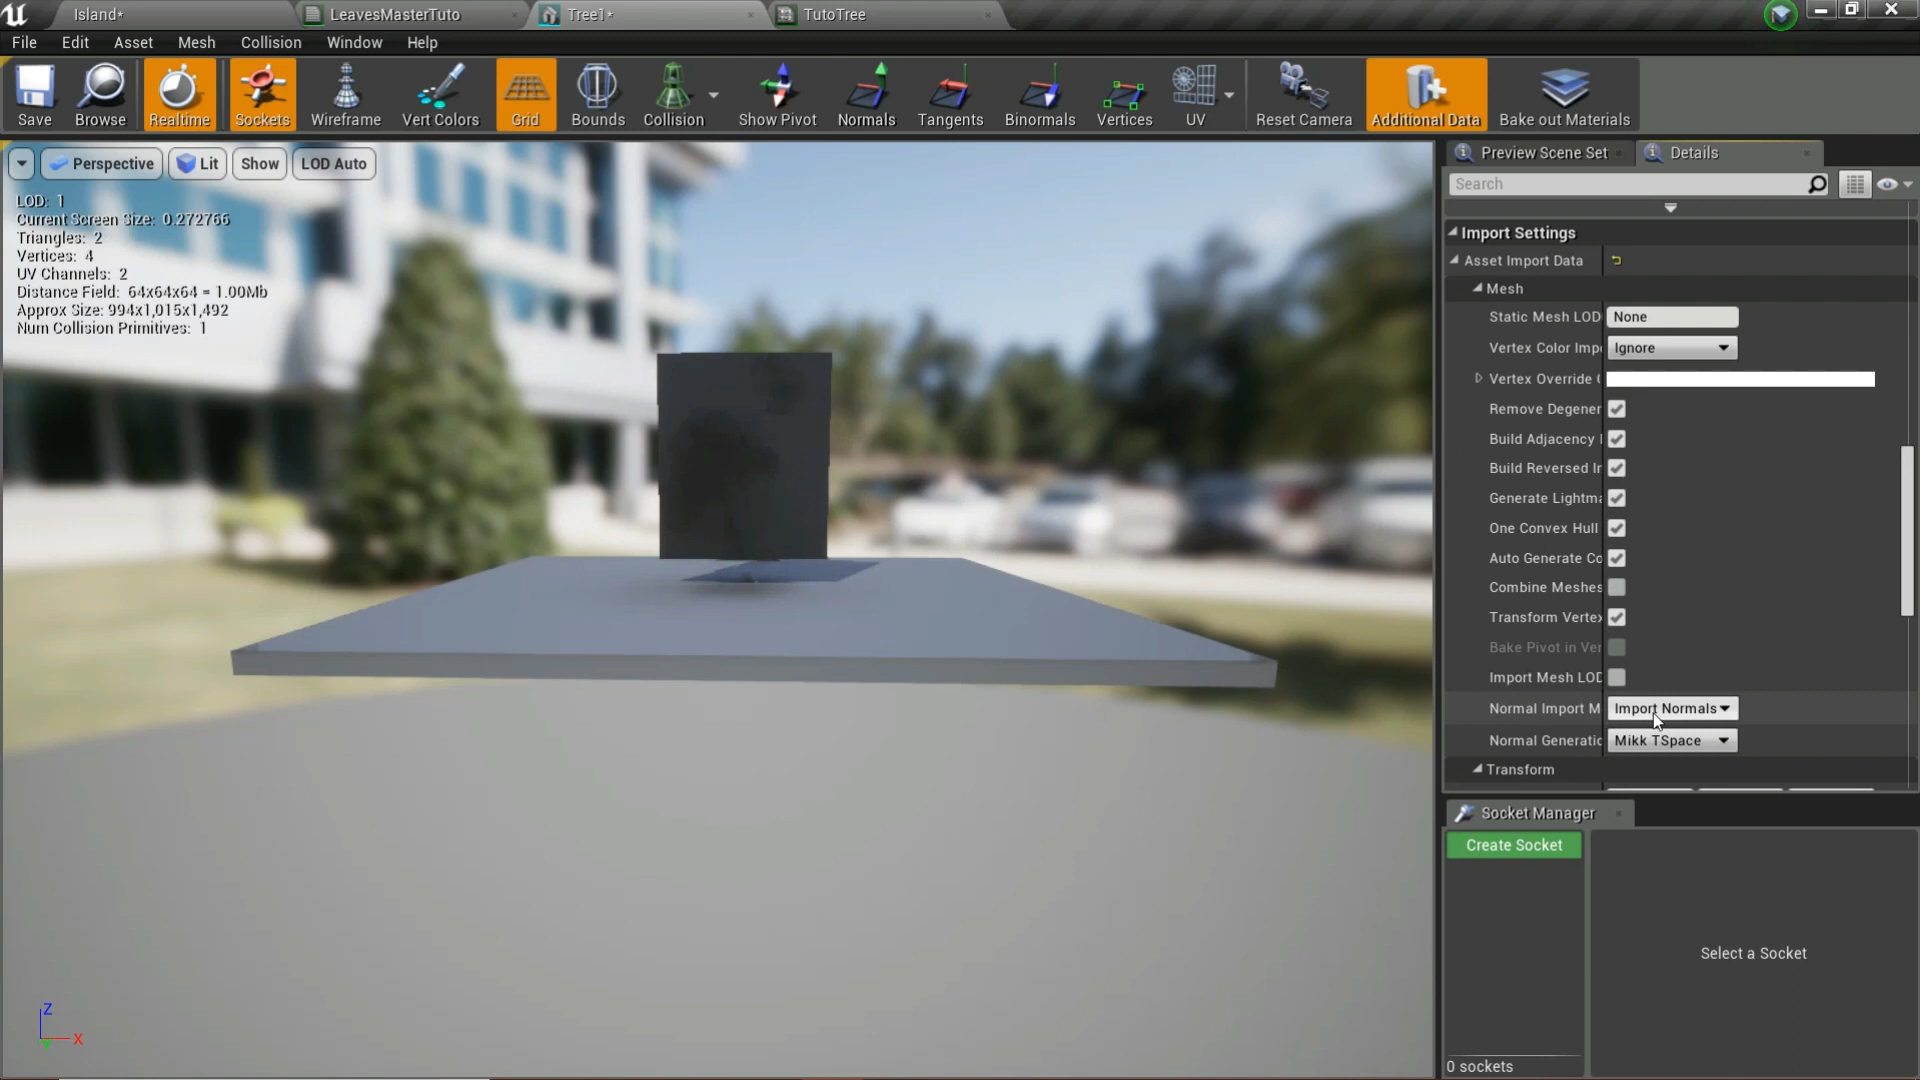 Island*
LeavesMasterTuto
Tree1*
TutoTree
File Edit Asset Mesh Collision Window Help
Save Browse Realtime Sockets Wireframe Vert Colors Grid Bounds Collision Show Pivot Normals Tangents Binormals Vertices UV Reset Camera Additional Data Bake out Materials
Perspective Lit Show LOD Auto
LOD: 1
Current Screen Size: 0.272766
Triangles: 2
Vertices: 4
UV Channels: 2
Distance Field: 64x64x64 = 1.00Mb
Approx Size: 994x1,015x1,492
Num Collision Primitives: 1
Z
X
Y
Preview Scene Set
Details
Search
Import Settings
Asset Import Data
Mesh
Static Mesh LOD None
Vertex Color Impo Ignore
Vertex Override C
Remove Degener
Build Adjacency
Build Reversed In
Generate Lightma
One Convex Hull
Auto Generate Co
Combine Meshes
Transform Vertex
Bake Pivot in Ver
Import Mesh LOD
Normal Import M Import Normals
Normal Generatio Mikk TSpace
Transform
Socket Manager
Create Socket
Select a Socket
0 sockets